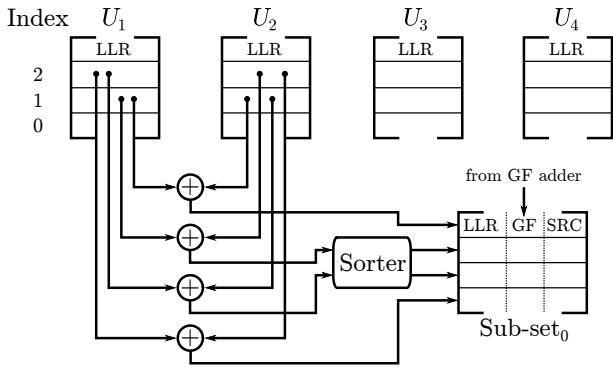 Index U₁ U₂ U₃ U₄
LLR LLR LLR LLR
2
1
0
from GF adder
+
LLR GF SRC
+
Sorter
+
Sub-set₀
+